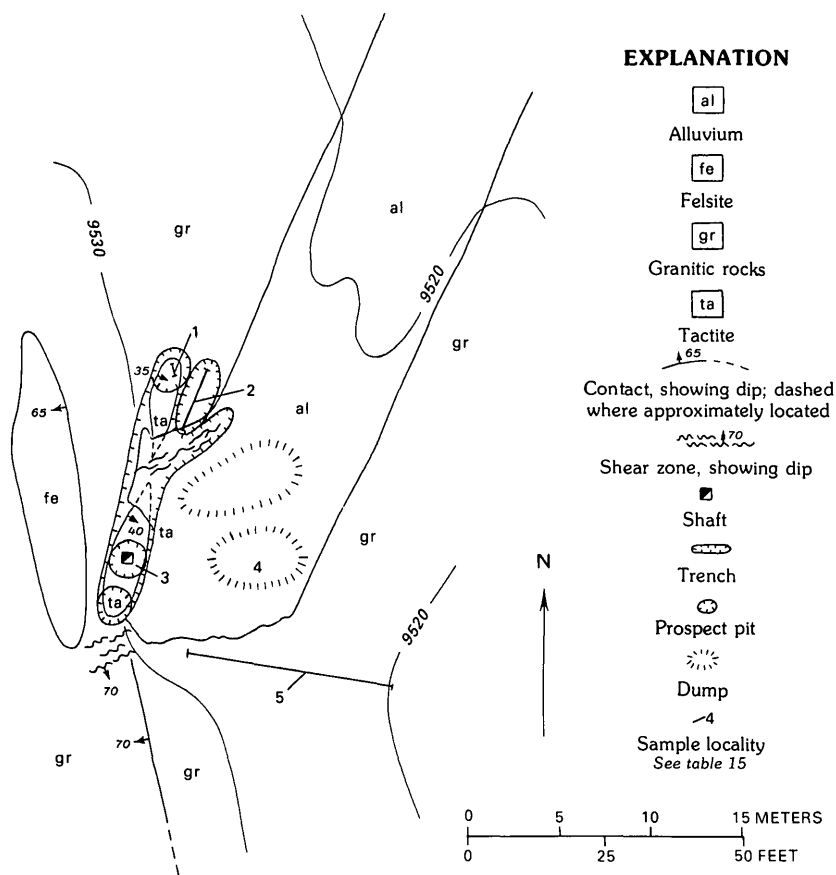 gr
al
9530
9520
gr
1
35
2
ta
al
65
fe
40
ta
gr
3
4
ta
9520
5
70
70
gr
gr
N
EXPLANATION
al
Alluvium
fe
Felsite
gr
Granitic rocks
ta
Tactite
65
Contact, showing dip; dashed
where approximately located
70
Shear zone, showing dip
Shaft
Trench
Prospect pit
Dump
4
Sample locality
See table 15
0 5 10 15 METERS
0 25 50 FEET